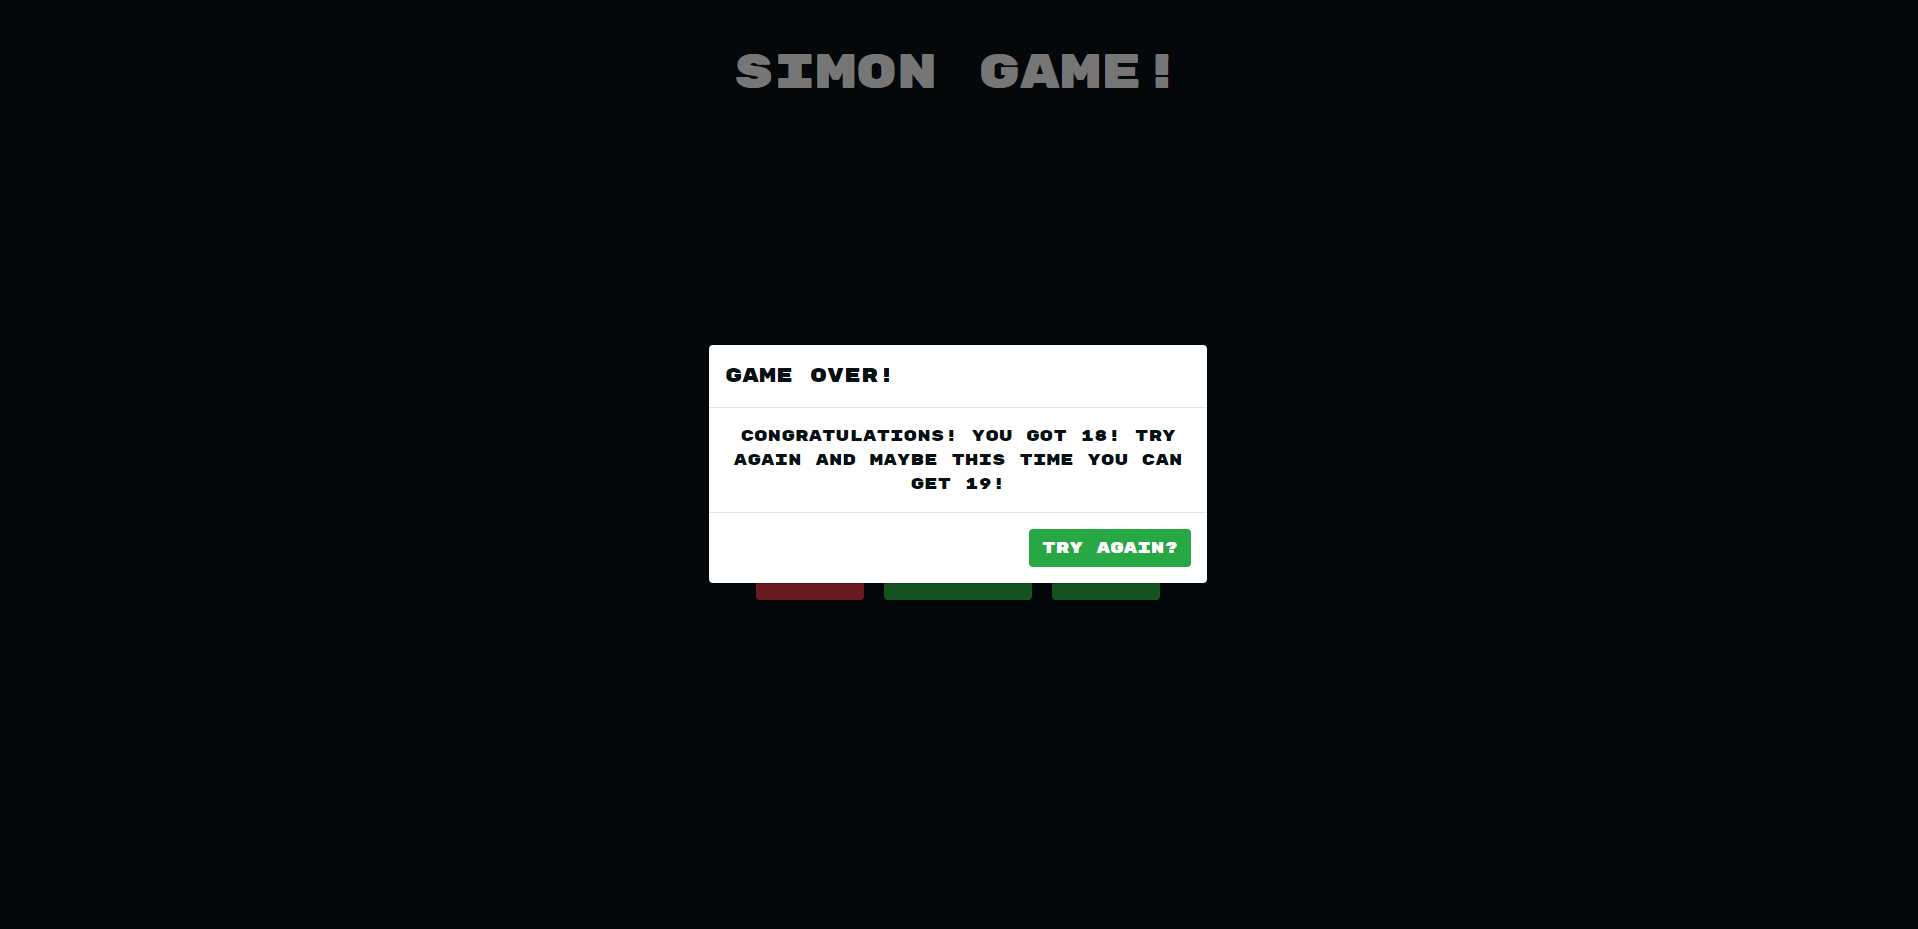 SIMON GAME!
GAME OVER!
CONGRATULATIONS! YOU GOT 18! TRY
AGAIN AND MAYBE THIS TIME YOU CAN
GET 19!
TRY AGAIN?